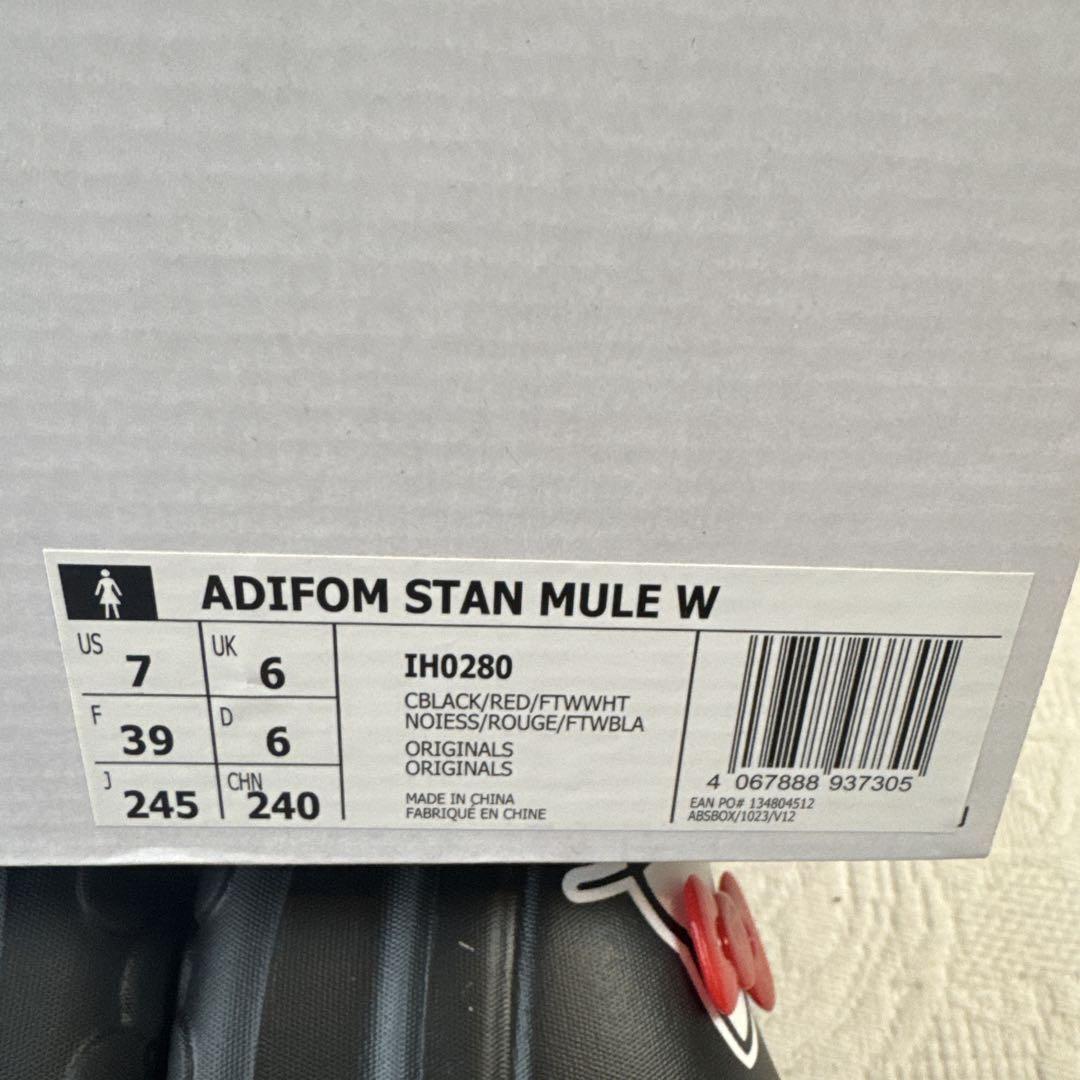 ADIFOM STAN MULE W
US 7 UK 6
F 39 D 6
J 245 CHN 240
IH0280
CBLACK/RED/FTWWHT
NOIESS/ROUGE/FTWBLA
ORIGINALS
ORIGINALS
MADE IN CHINA
FABRIQUÉ EN CHINE
4 067888 937305
EAN PO# 134804512
ABSBOX/1023/V12